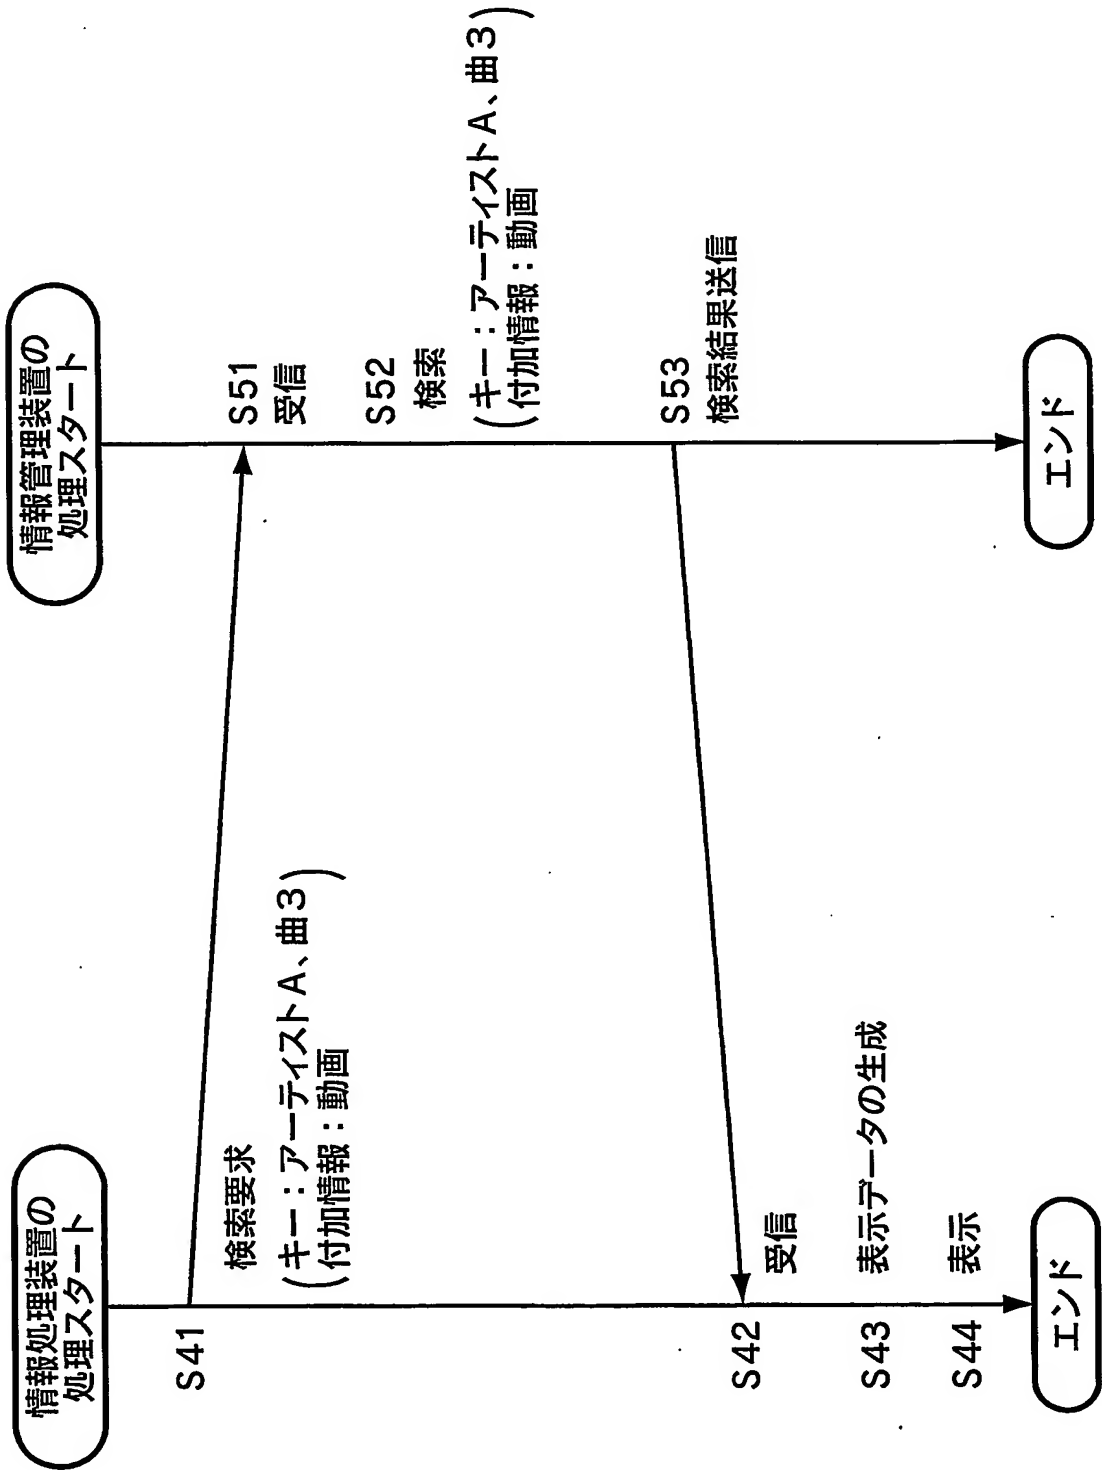 情報処理装置の
処理スタート
S41
検索要求
(キー:アーティストA、曲3
付加情報:動画)
S42
受信
S43
表示データの生成
S44
表示
エンド
情報管理装置の
処理スタート
S51
受信
S52
検索
(キー:アーティストA、曲3
付加情報:動画)
S53
検索結果送信
エンド